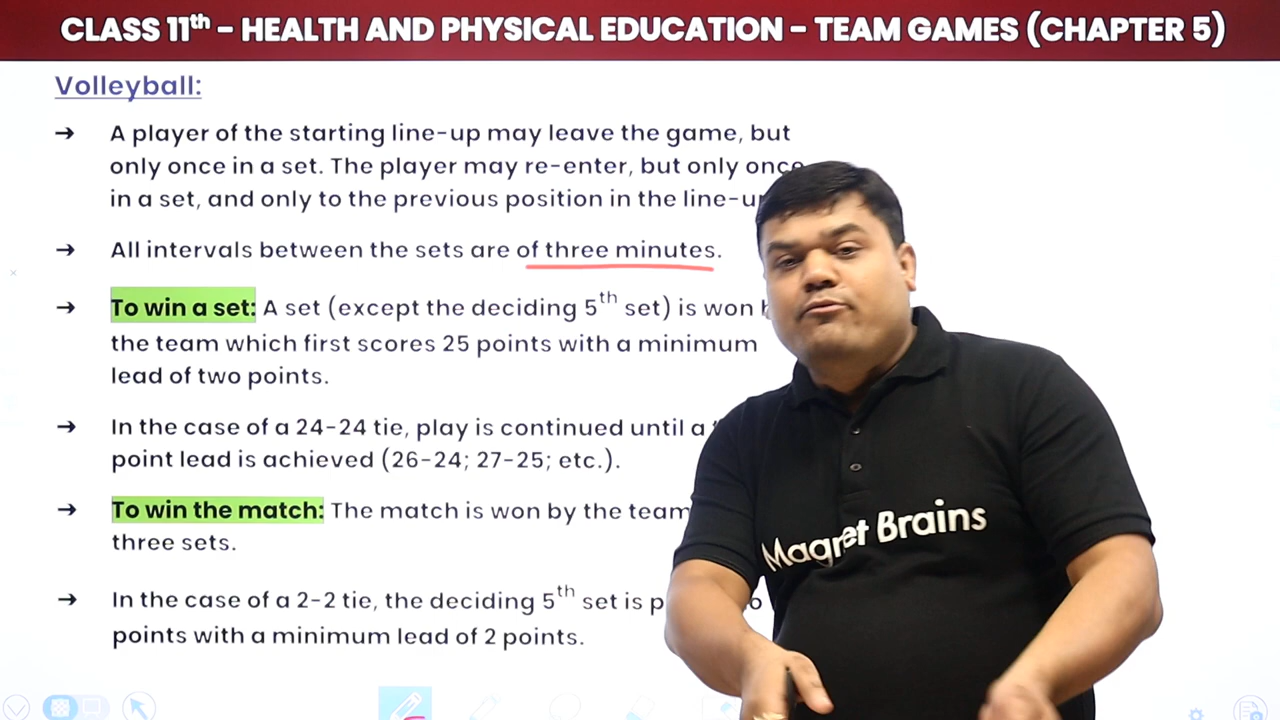 CLASS 11th - HEALTH AND PHYSICAL EDUCATION - TEAM GAMES (CHAPTER 5)
Volleyball:
➔ A player of the starting line-up may leave the game, but
only once in a set. The player may re-enter, but only once
in a set, and only to the previous position in the
➔ All intervals between the sets are of three minutes.
➔ To win a set: A set (except the deciding 5th set) is won
the team which first scores 25 points with a minimum
lead of two points.
➔ In the case of a 24-24 tie, play is continued until a
point lead is achieved (26-24; 27-25; etc.).
➔ To win the match: The match is won by the team
three sets.
➔ In the case of a 2-2 tie, the deciding 5th set is
points with a minimum lead of 2 points.
Magnet Brains